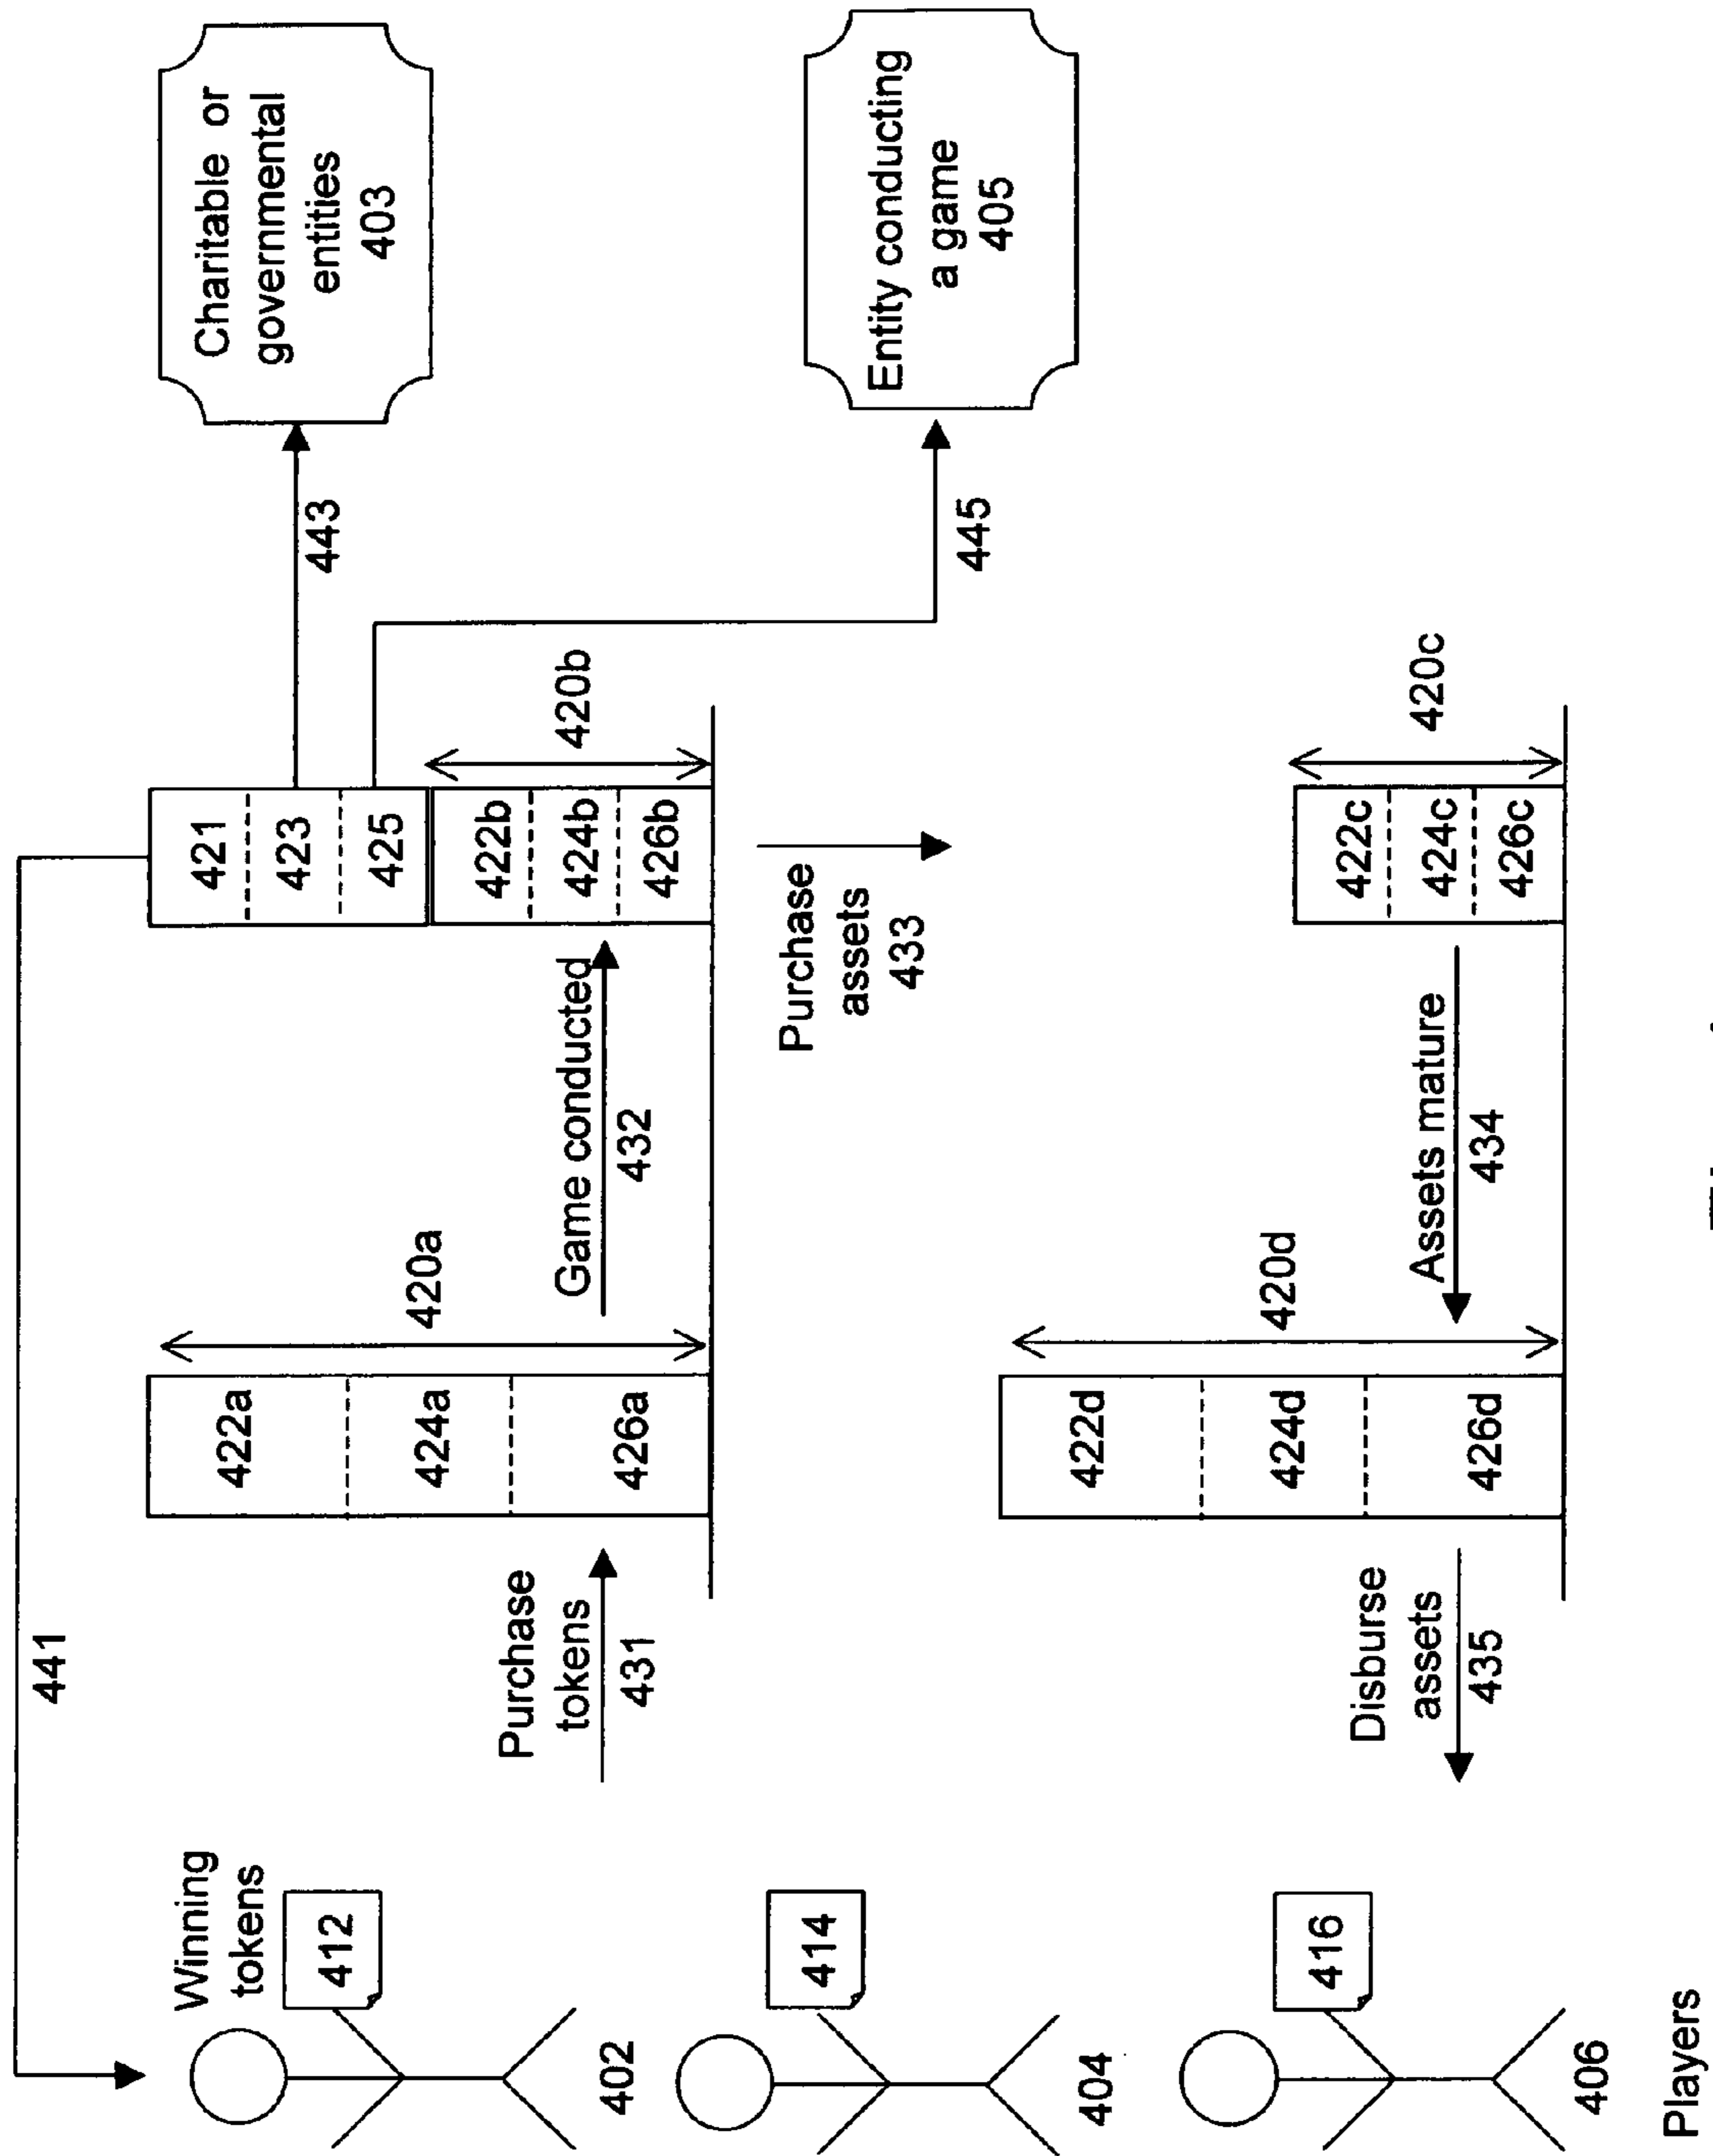 441
Winning
tokens
412
402
414
404
416
406
Players
Purchase
tokens
431
422a
424a
426a
420a
Game conducted
432
421
423
425
422b
424b
426b
420b
443
Charitable or
governmental
entities
403
445
Entity conducting
a game
405
Purchase
assets
433
422c
424c
426c
420c
Assets mature
434
422d
424d
426d
420d
Disburse
assets
435